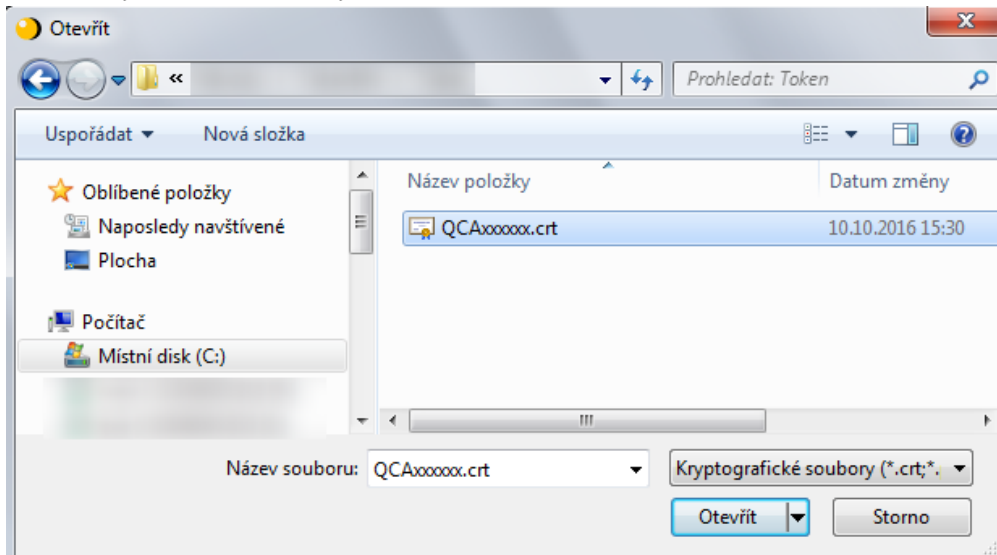 Otevřít
«
Prohledat: Token
Uspořádat
Nová složka
Oblíbené položky
Naposledy navštívené
Plocha
Počítač
Místní disk (C:)
Název položky
Datum změny
QCAxxxxxx.crt
10.10.2016 15:30
Název souboru:
QCAxxxxxx.crt
Kryptografické soubory (*.crt;*.
Otevřít
Storno